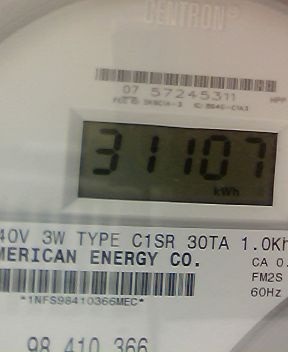 CENTRON®
07 57245311
31107
kWh
40V 3W TYPE C1SR 30TA 1.0Kh
MERICAN ENERGY CO.
CA 0.
FM2S
60Hz
*1NFS98410366MEC*
98 410 366